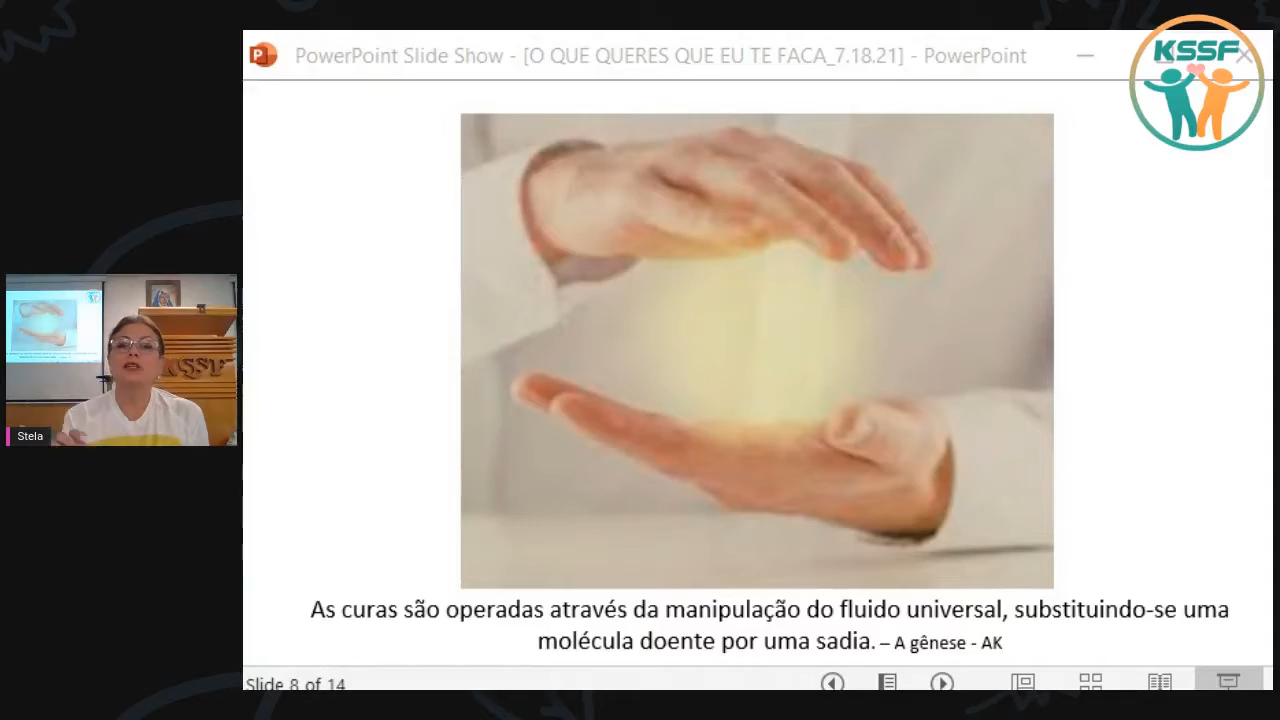 PowerPoint Slide Show - [O QUE QUERES QUE EU TE FACA_7.18.21] - PowerPoint
KSSF
KSSF
Stela
As curas são operadas através da manipulação do fluido universal, substituindo-se uma
molécula doente por uma sadia. – A gênese - AK
Slide 8 of 14